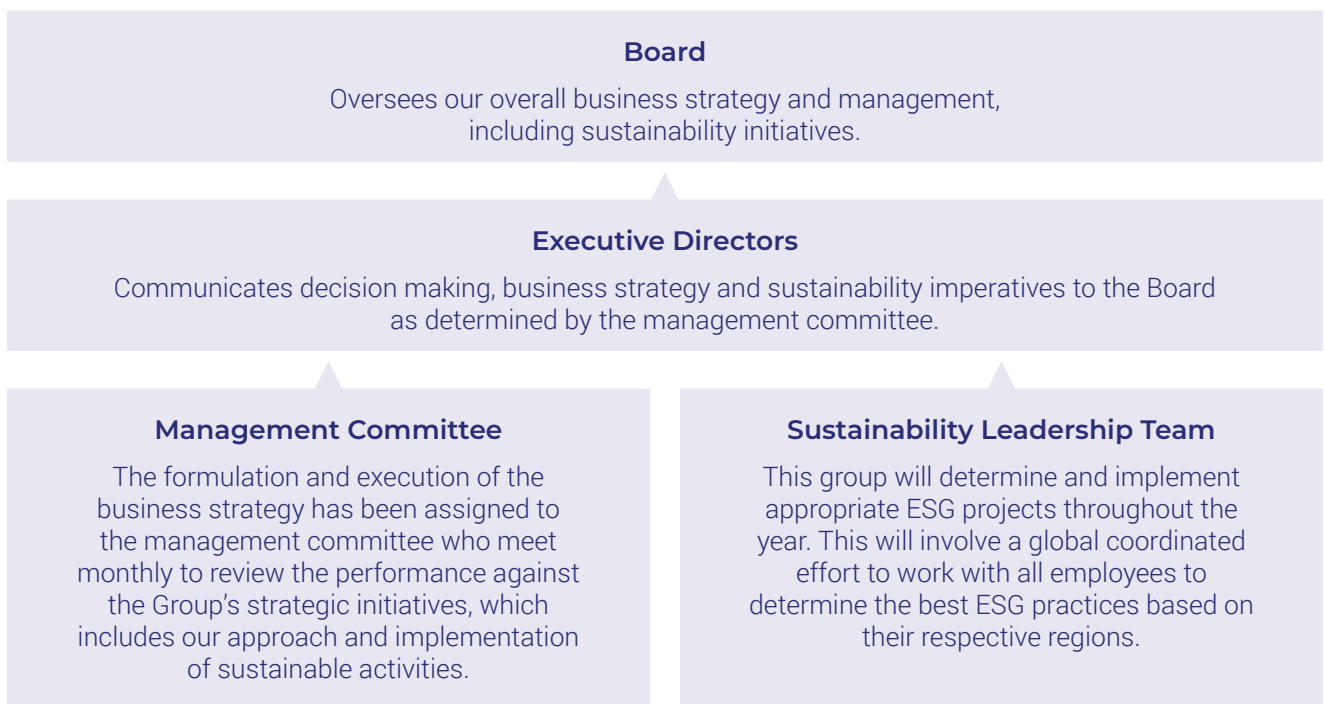 Board
Oversees our overall business strategy and management,
including sustainability initiatives.
Executive Directors
Communicates decision making, business strategy and sustainability imperatives to the Board
as determined by the management committee.
Management Committee
The formulation and execution of the
business strategy has been assigned to
the management committee who meet
monthly to review the performance against
the Group’s strategic initiatives, which
includes our approach and implementation
of sustainable activities.
Sustainability Leadership Team
This group will determine and implement
appropriate ESG projects throughout the
year. This will involve a global coordinated
effort to work with all employees to
determine the best ESG practices based on
their respective regions.